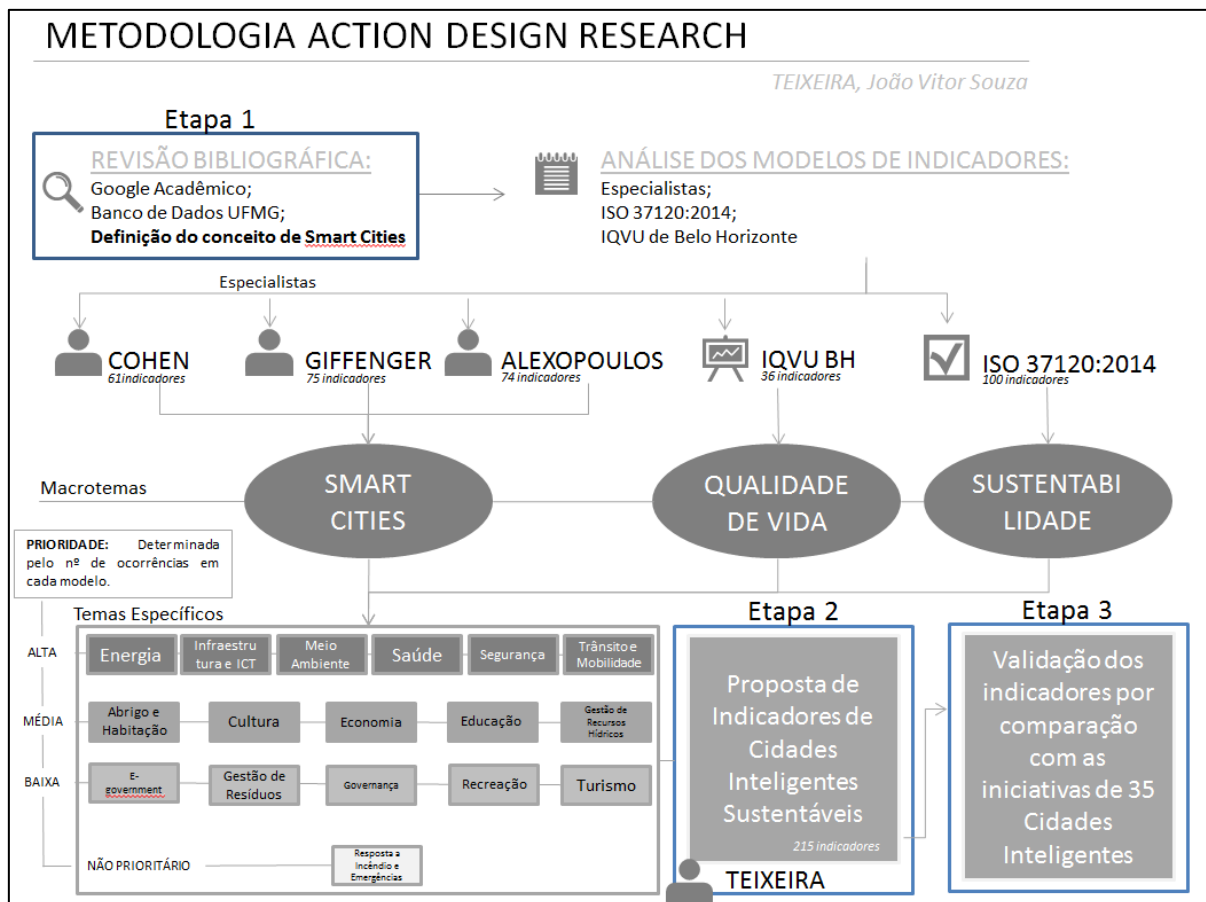 METODOLOGIA ACTION DESIGN RESEARCH
TEIXEIRA, João Vitor Souza
Etapa 1
REVISÃO BIBLIOGRÁFICA:
Google Acadêmico;
Banco de Dados UFMG;
Definição do conceito de Smart Cities
ANÁLISE DOS MODELOS DE INDICADORES:
Especialistas;
ISO 37120:2014;
IQVU de Belo Horizonte
Especialistas
COHEN
61indicadores
GIFFENGER
75 indicadores
ALEXOPOULOS
74 indicadores
IQVU BH
36 indicadores
ISO 37120:2014
100 indicadores
Macrotemas
SMART
CITIES
QUALIDADE
DE VIDA
SUSTENTABI
LIDADE
PRIORIDADE: Determinada
pelo nº de ocorrências em
cada modelo.
Temas Específicos
ALTA
Energia
Infraestru
tura e ICT
Meio
Ambiente
Saúde
Segurança
Trânsito e
Mobilidade
MÉDIA
Abrigo e
Habitação
Cultura
Economia
Educação
Gestão de
Recursos
Hídricos
BAIXA
E-
government
Gestão de
Resíduos
Governança
Recreação
Turismo
NÃO PRIORITÁRIO
Resposta a
Incêndio e
Emergências
Etapa 2
Proposta de
Indicadores de
Cidades
Inteligentes
Sustentáveis
215 indicadores
TEIXEIRA
Etapa 3
Validação dos
indicadores por
comparação
com as
iniciativas de 35
Cidades
Inteligentes